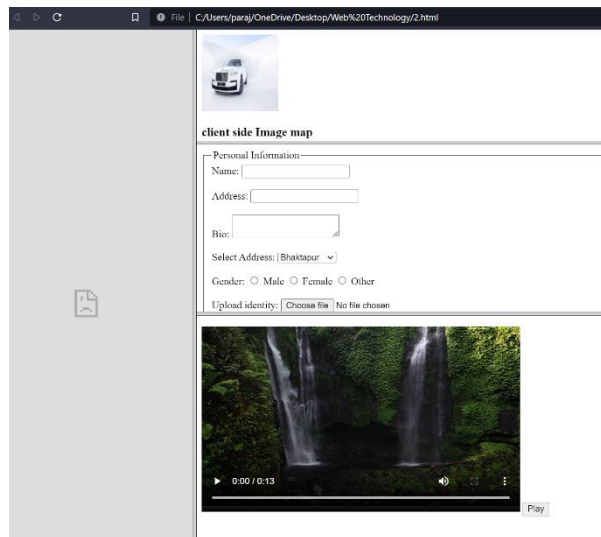 File | C:/Users/paraj/OneDrive/Desktop/Web%20Technology/2.html
client side Image map
Personal Information
Name:
Address:
Bio:
Select Address: Bhaktapur
Gender: Male Female Other
Upload identity: Choose file No file chosen
0:00 / 0:13
Play